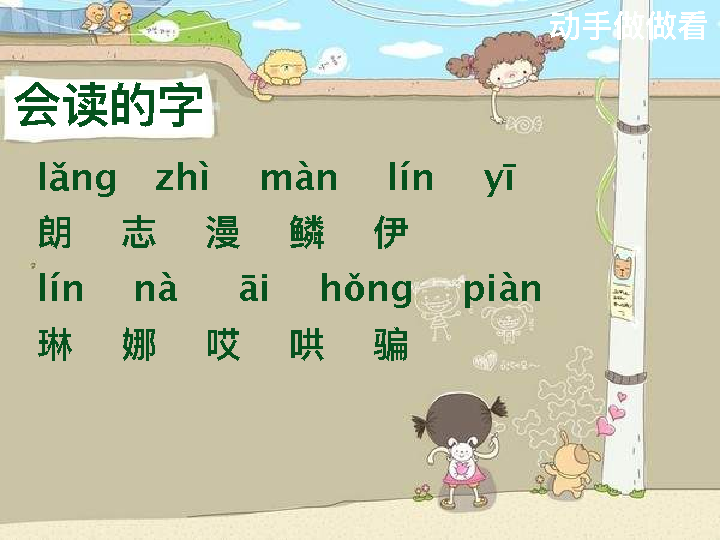 动手做做看
会读的字
lǎng zhì màn lín yī
朗 志 漫 鳞 伊
lín nà āi hǒng piàn
琳 娜 哎 哄 骗